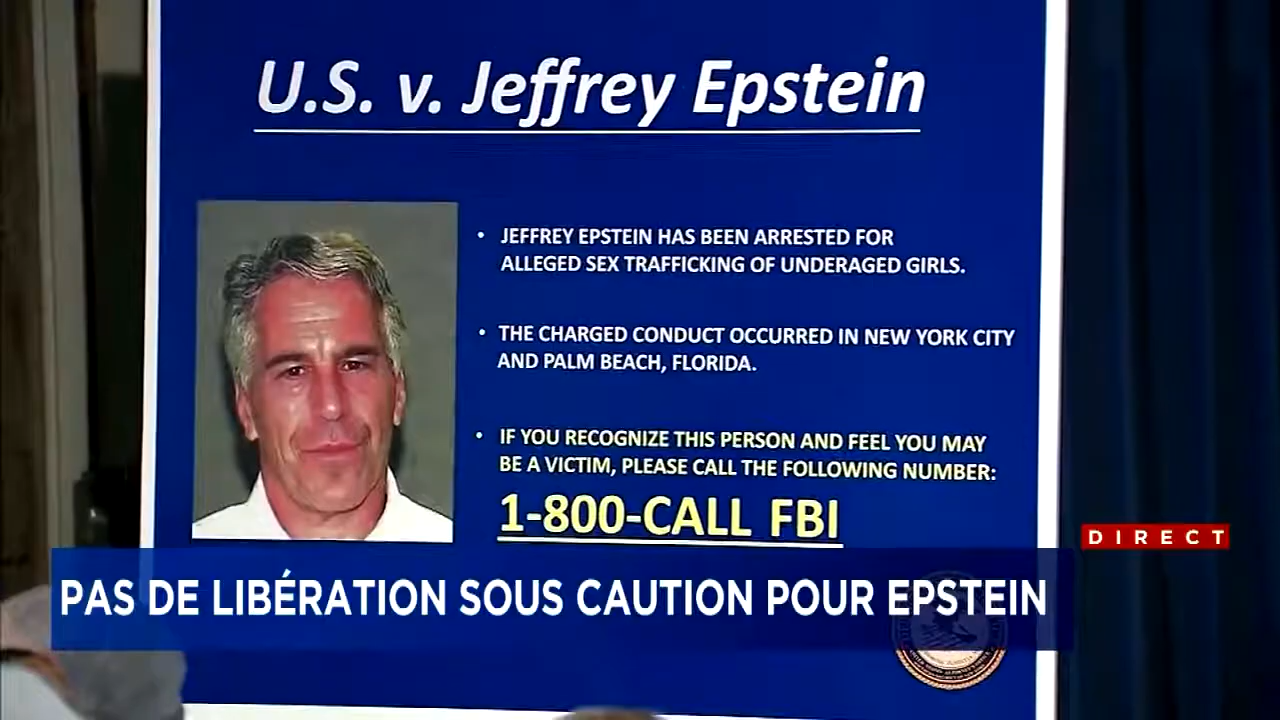 U.S. v. Jeffrey Epstein
• JEFFREY EPSTEIN HAS BEEN ARRESTED FOR
ALLEGED SEX TRAFFICKING OF UNDERAGED GIRLS.
• THE CHARGED CONDUCT OCCURRED IN NEW YORK CITY
AND PALM BEACH, FLORIDA.
• IF YOU RECOGNIZE THIS PERSON AND FEEL YOU MAY
BE A VICTIM, PLEASE CALL THE FOLLOWING NUMBER:
1-800-CALL FBI
DIRECT
PAS DE LIBÉRATION SOUS CAUTION POUR EPSTEIN